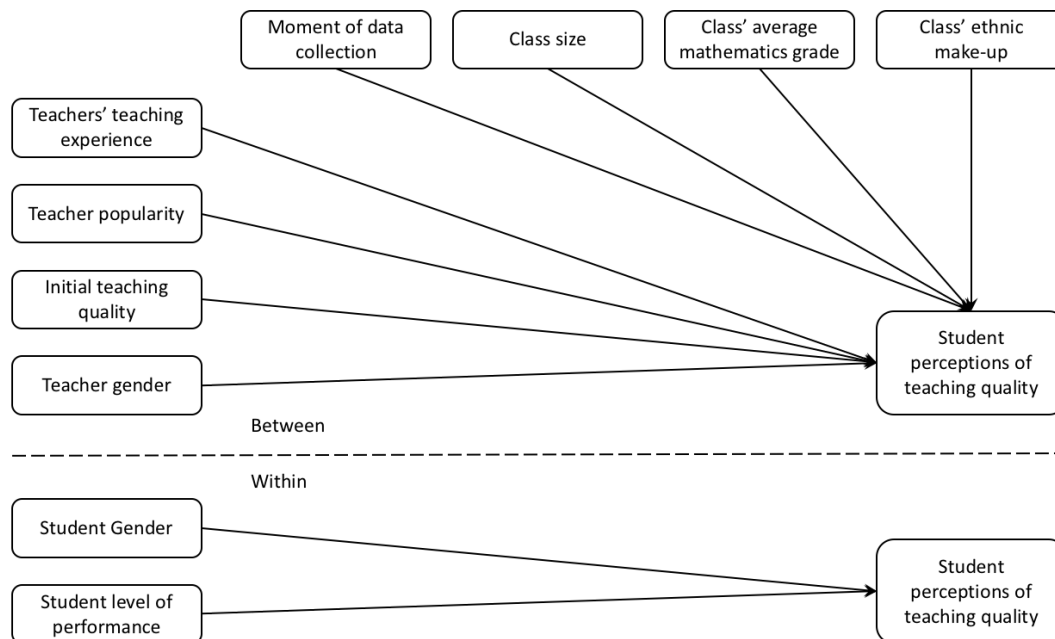 Moment of data
collection
Class size
Class' average
mathematics grade
Class' ethnic
make-up
Teachers' teaching
experience
Teacher popularity
Initial teaching
quality
Teacher gender
Student
perceptions of
teaching quality
Between
Within
Student Gender
Student level of
performance
Student
perceptions of
teaching quality